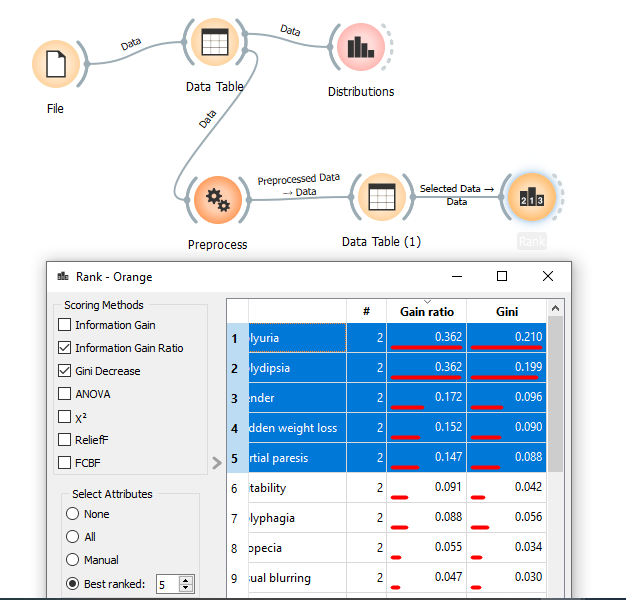 Data
Data
Data Table
Distributions
File
Data
Preprocessed Data
→ Data
Selected Data →
Data
Preprocess
Data Table (1)
213
Rank
Rank - Orange
Scoring Methods
Information Gain
Information Gain Ratio
Gini Decrease
ANOVA
X²
ReliefF
FCBF
Select Attributes
None
All
Manual
Best ranked: 5
# Gain ratio Gini
1 lyuria 2 0.362 0.210
2 lydipsia 2 0.362 0.199
3 ender 2 0.172 0.096
4 dden weight loss 2 0.152 0.090
5 rtial paresis 2 0.147 0.088
6 itability 2 0.091 0.042
7 lyphagia 2 0.088 0.056
8 opecia 2 0.055 0.034
9 sual blurring 2 0.047 0.030